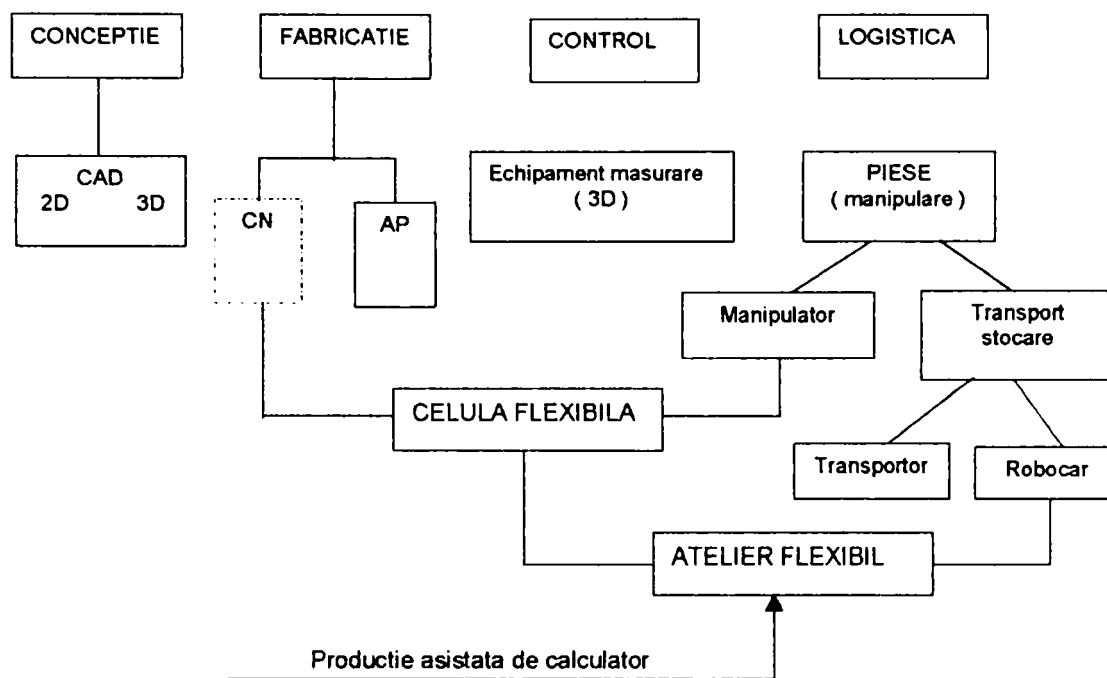 CONCEPTIE
FABRICATIE
CONTROL
LOGISTICA
CAD
2D 3D
CN
AP
Echipament masurare
( 3D )
PIESE
( manipulare )
Manipulator
Transport
stocare
CELULA FLEXIBILA
Transportor
Robocar
ATELIER FLEXIBIL
Productie asistata de calculator